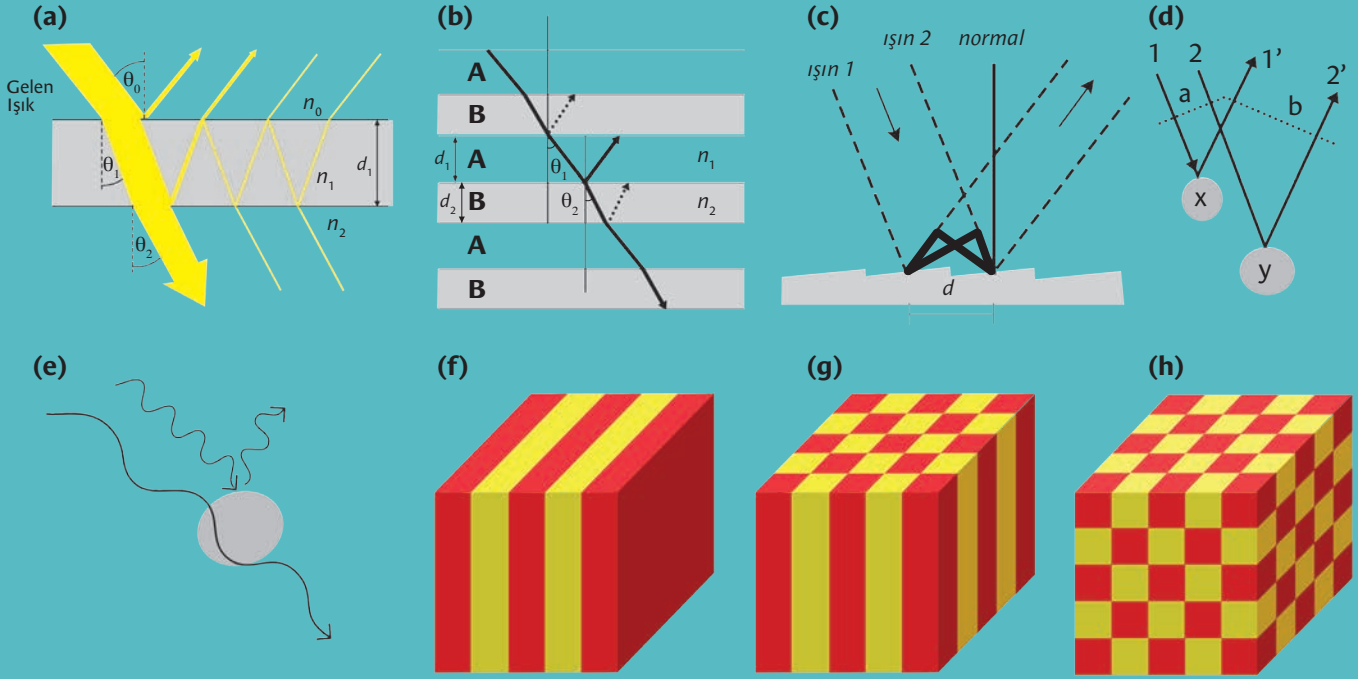 (a)
Gelen
Işık
θ0
n0
θ1
n1
d1
n2
θ2
(b)
A
B
A
d1
θ1
n1
B
d2
θ2
n2
A
B
(c)
ışın 2
normal
ışın 1
d
(d)
1
2
1'
2'
a
b
x
y
(e)
(f)
(g)
(h)